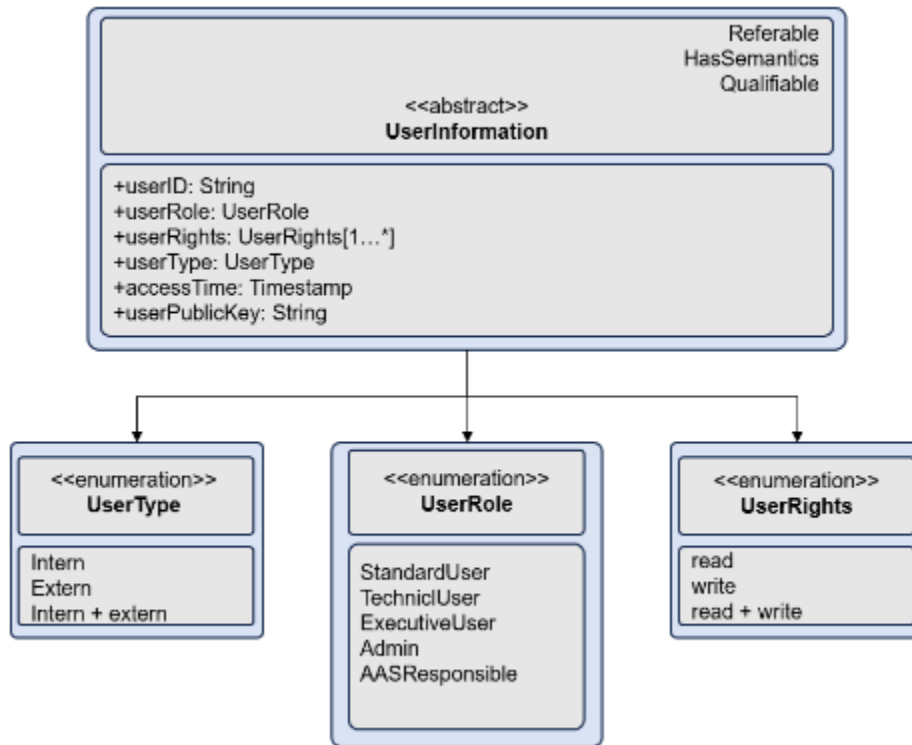 Referable
HasSemantics
Qualifiable
<<abstract>>
UserInformation
+userID: String
+userRole: UserRole
+userRights: UserRights[1...*]
+userType: UserType
+accessTime: Timestamp
+userPublicKey: String
<<enumeration>>
UserType
Intern
Extern
Intern + extern
<<enumeration>>
UserRole
StandardUser
TechniclUser
ExecutiveUser
Admin
AASResponsible
<<enumeration>>
UserRights
read
write
read + write